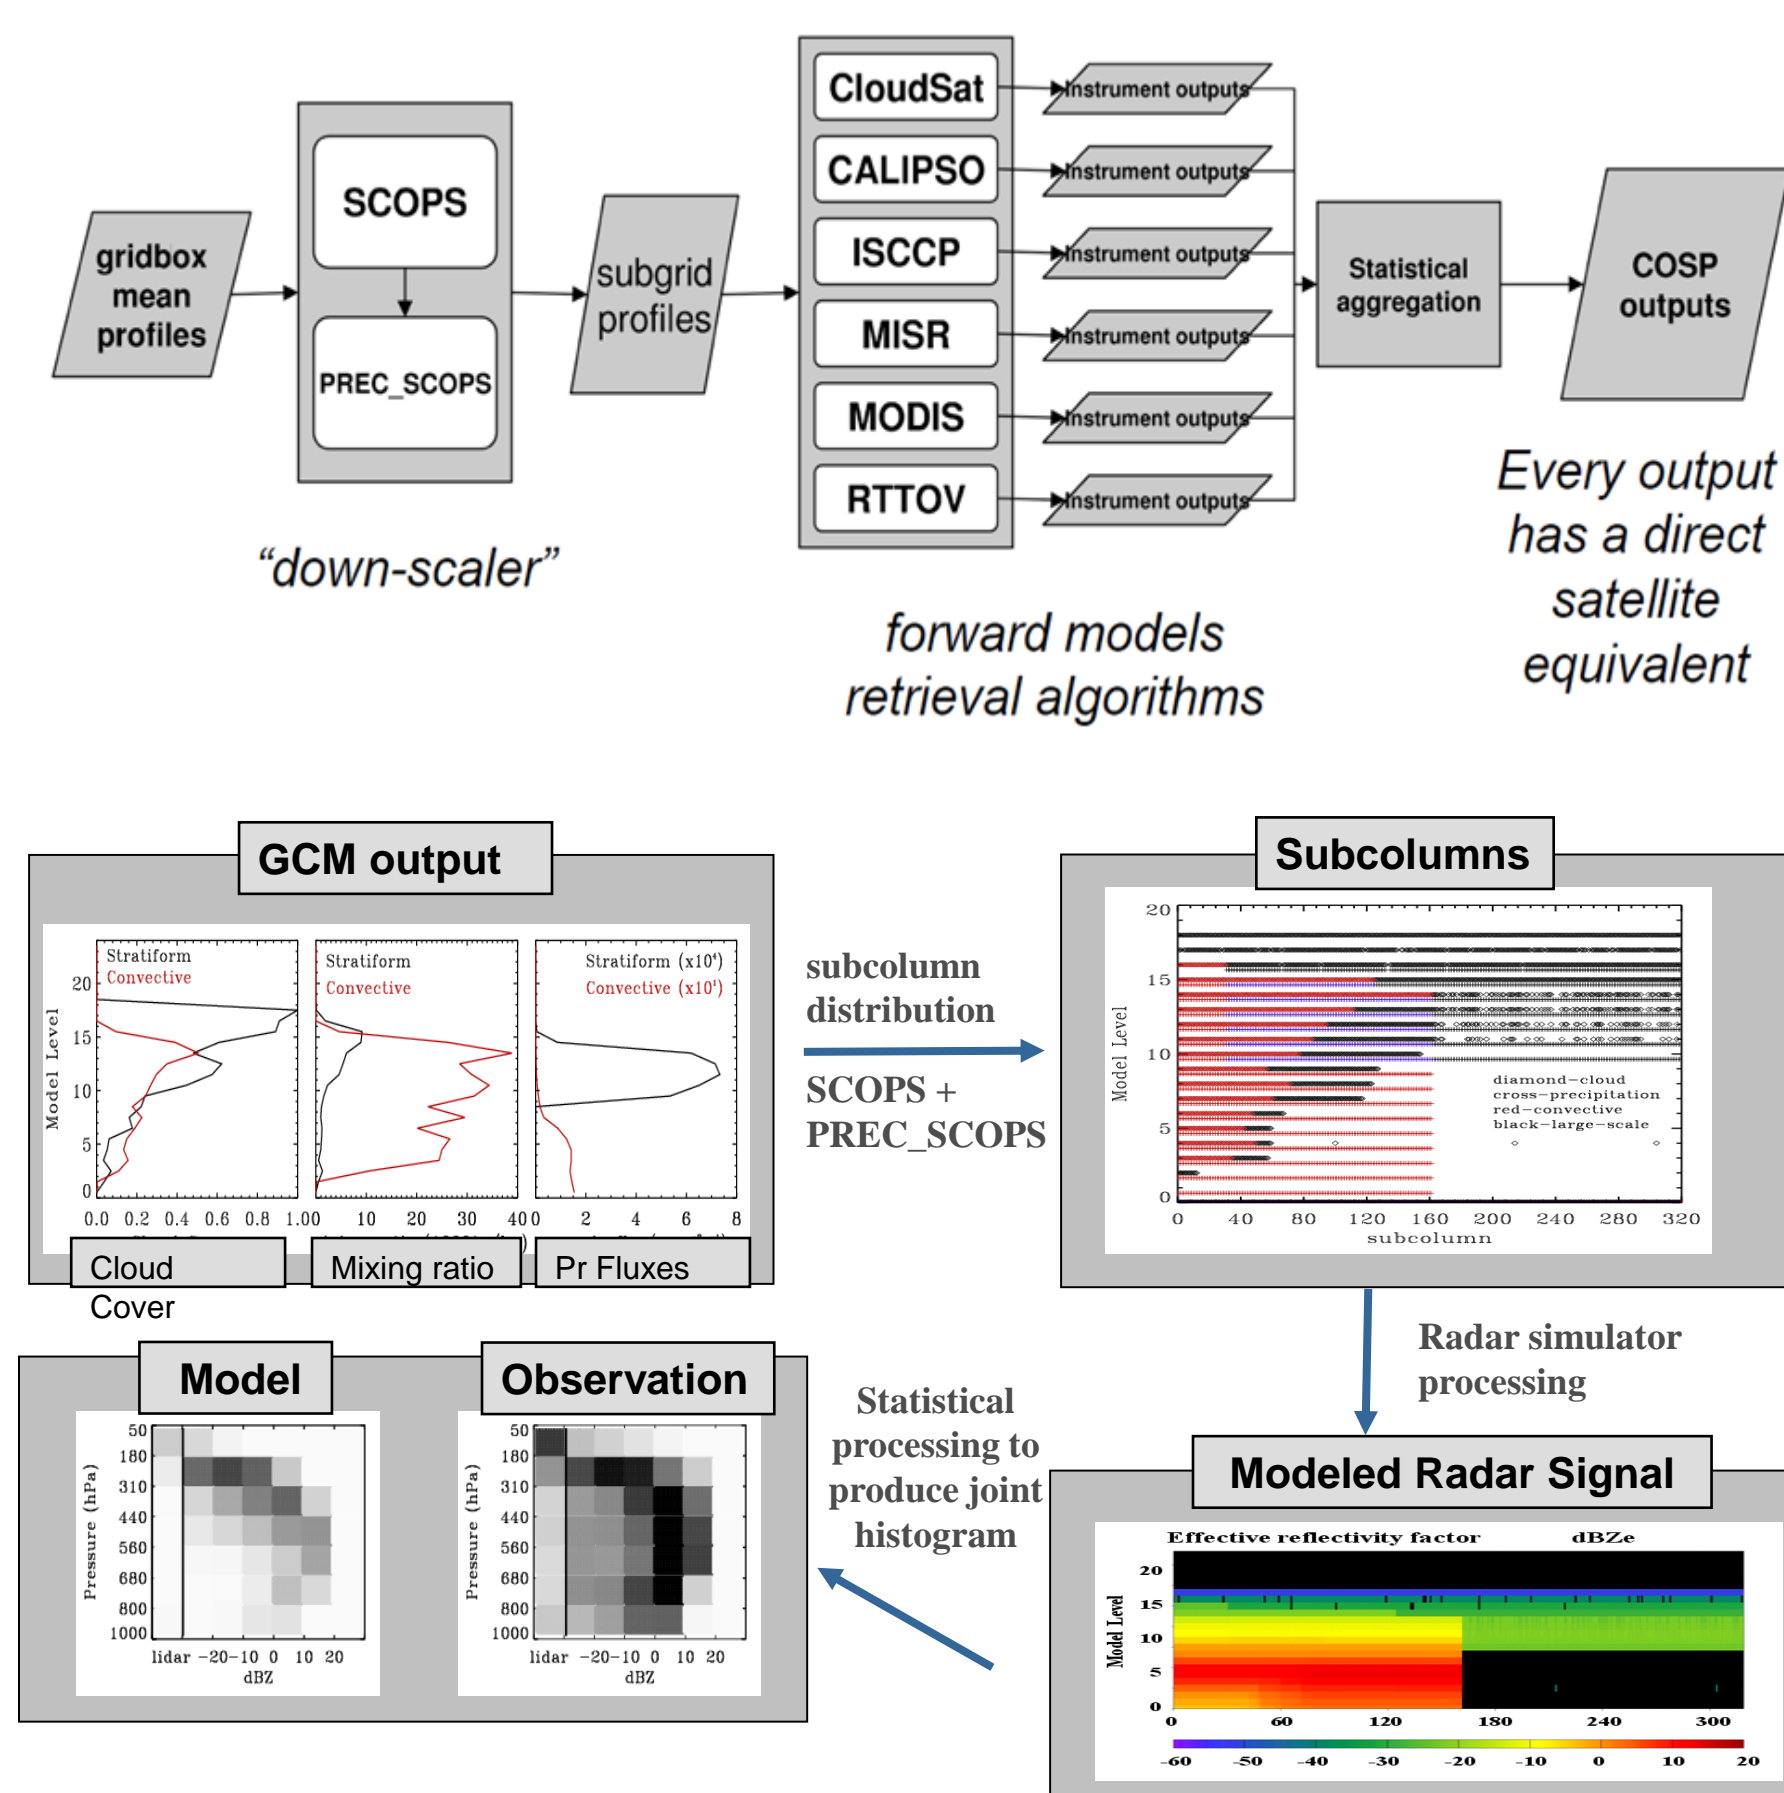 gridbox
mean
profiles
SCOPS
PREC_SCOPS
"down-scaler"
subgrid
profiles
CloudSat
CALIPSO
ISCCP
MISR
MODIS
RTTOV
Instrument outputs
Instrument outputs
Instrument outputs
Instrument outputs
Instrument outputs
Instrument outputs
forward models
retrieval algorithms
Statistical
aggregation
COSP
outputs
Every output
has a direct
satellite
equivalent
GCM output
Stratiform
Convective
Stratiform
Convective
Stratiform (x10⁴)
Convective (x10¹)
Model Level
20
15
10
5
0
0.0 0.2 0.4 0.6 0.8 1.0
0 10 20 30 40
0 2 4 6 8
Cloud
Cover
Mixing ratio
Pr Fluxes
subcolumn
distribution
SCOPS +
PREC_SCOPS
Subcolumns
Model Level
20
15
10
5
0
diamond-cloud
cross-precipitation
red-convective
black-large-scale
0 40 80 120 160 200 240 280 320
subcolumn
Radar simulator
processing
Modeled Radar Signal
Effective reflectivity factor dBZe
Model Level
20
15
10
5
0
0 60 120 180 240 300
-60 -50 -40 -30 -20 -10 0 10 20
Statistical
processing to
produce joint
histogram
Model
Pressure (hPa)
50
180
310
440
560
680
800
1000
lidar -20-10 0 10 20
dBZ
Observation
Pressure (hPa)
50
180
310
440
560
680
800
1000
lidar -20-10 0 10 20
dBZ